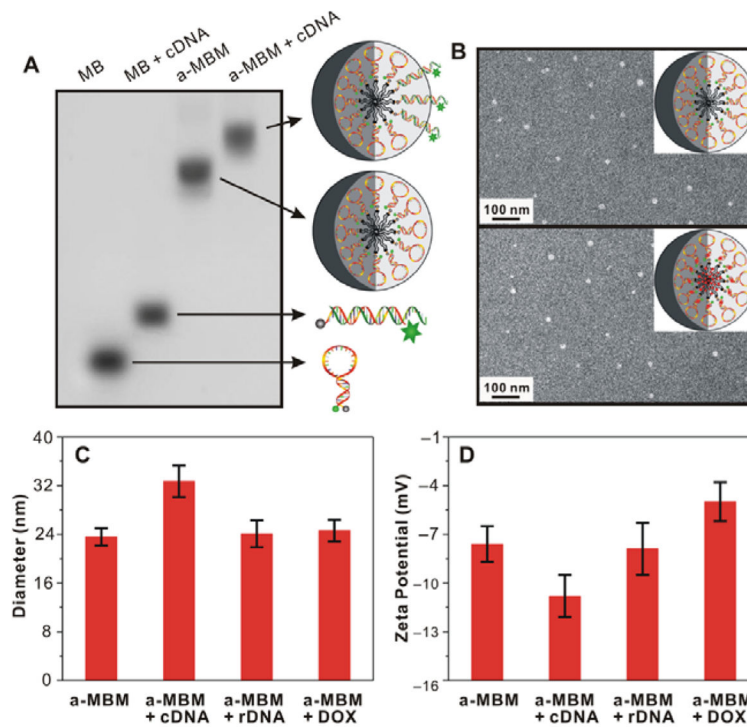 A
MB
MB + cDNA
a-MBM
a-MBM + cDNA
B
100 nm
100 nm
C
Diameter (nm)
40
32
24
16
8
0
a-MBM
a-MBM
+ cDNA
a-MBM
+ rDNA
a-MBM
+ DOX
D
Zeta Potential (mV)
−1
−4
−7
−10
−13
−16
a-MBM
a-MBM
+ cDNA
a-MBM
+ rDNA
a-MBM
+ DOX